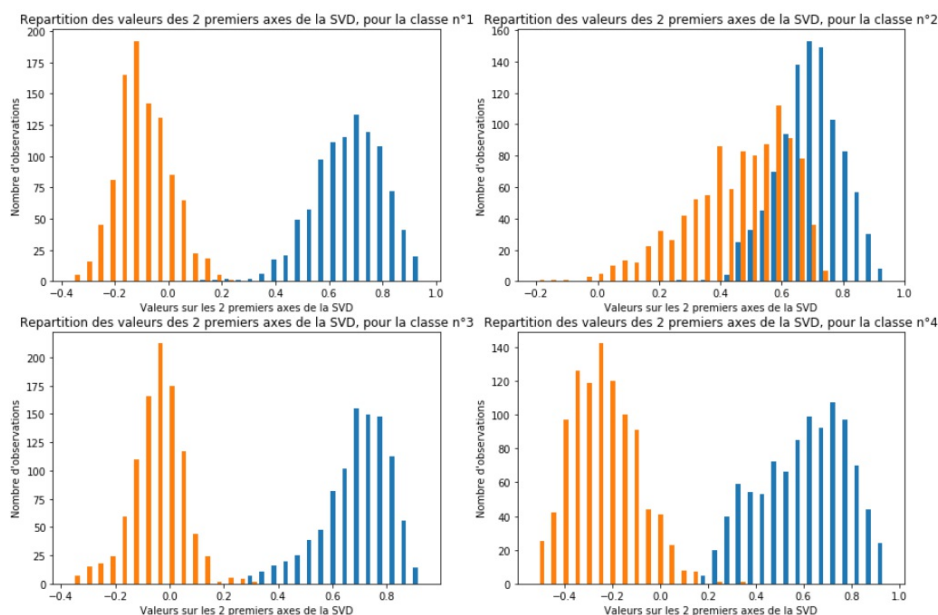 Repartition des valeurs des 2 premiers axes de la SVD, pour la classe n°1
200
175
150
125
100
75
50
25
0
Nombre d'observations
−0.4 −0.2 0.0 0.2 0.4 0.6 0.8 1.0
Valeurs sur les 2 premiers axes de la SVD
Repartition des valeurs des 2 premiers axes de la SVD, pour la classe n°2
160
140
120
100
80
60
40
20
0
Nombre d'observations
−0.2 0.0 0.2 0.4 0.6 0.8 1.0
Valeurs sur les 2 premiers axes de la SVD
Repartition des valeurs des 2 premiers axes de la SVD, pour la classe n°3
200
175
150
125
100
75
50
25
0
Nombre d'observations
−0.4 −0.2 0.0 0.2 0.4 0.6 0.8 1.0
Valeurs sur les 2 premiers axes de la SVD
Repartition des valeurs des 2 premiers axes de la SVD, pour la classe n°4
140
120
100
80
60
40
20
0
Nombre d'observations
−0.4 −0.2 0.0 0.2 0.4 0.6 0.8 1.0
Valeurs sur les 2 premiers axes de la SVD